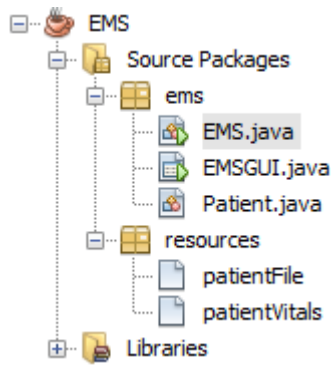 EMS
Source Packages
ems
EMS.java
EMSGUI.java
Patient.java
resources
patientFile
patientVitals
Libraries